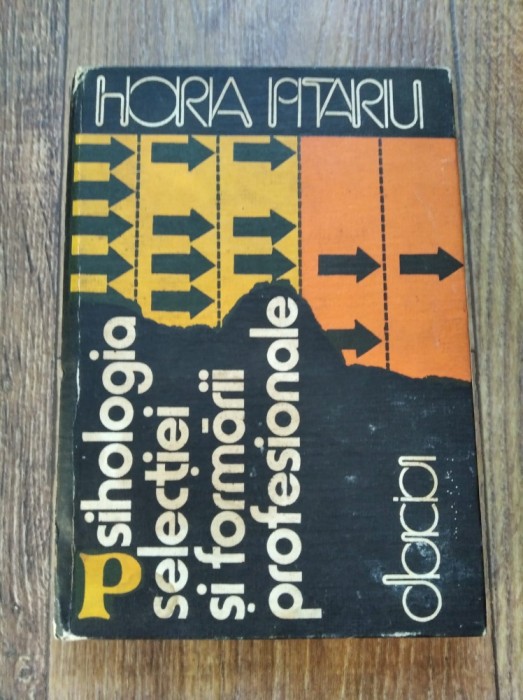 HORIA PITARIU
Psihologia
selecției
și formării
profesionale
dacia